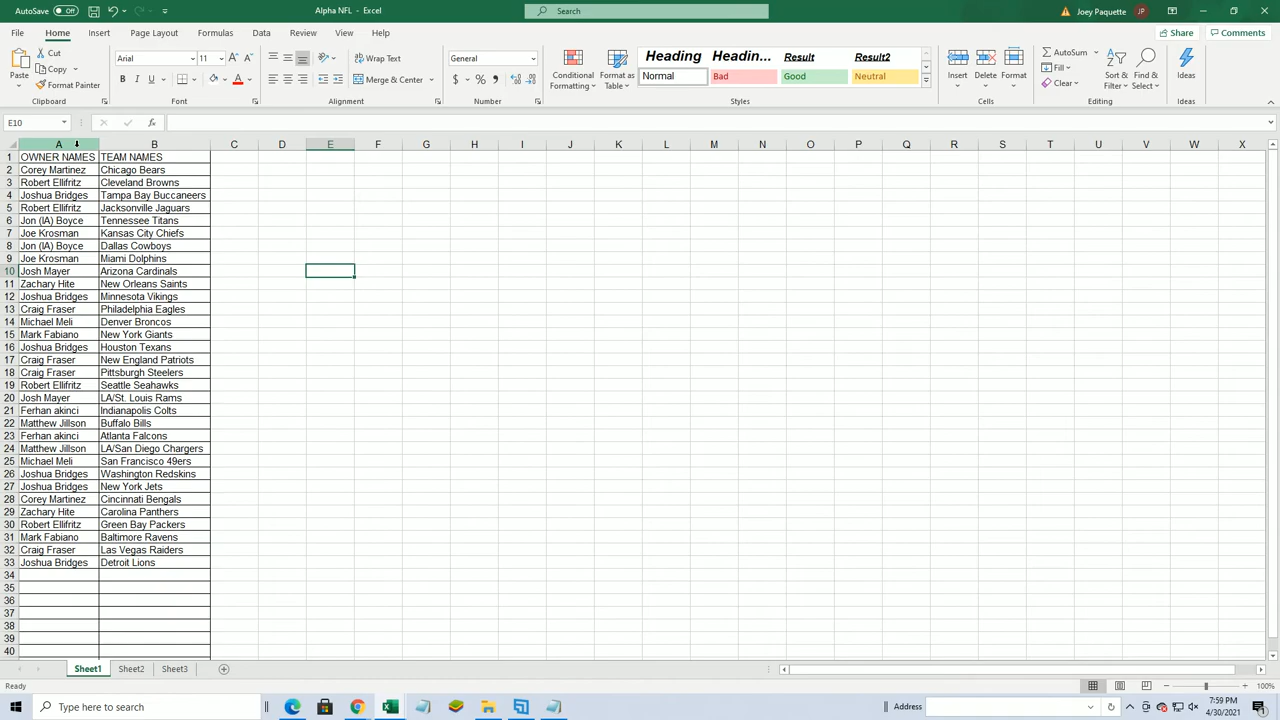 AutoSave Off Alpha NFL - Excel Search Joey Paquette JP
File Home Insert Page Layout Formulas Data Review View Help Share Comments
Paste Cut Copy Format Painter Clipboard
Arial 11 B I U Font
Wrap Text Merge & Center Alignment
General $ % Number
Conditional Formatting Format as Table
Heading Headin... Result Result2
Normal Bad Good Neutral
Styles
Insert Delete Format Cells
AutoSum Fill Clear Sort & Filter Find & Select Editing
Ideas Ideas
E10 fx
A B C D E F G H I J K L M N O P Q R S T U V W X
1 OWNER NAMES TEAM NAMES
2 Corey Martinez Chicago Bears
3 Robert Ellifritz Cleveland Browns
4 Joshua Bridges Tampa Bay Buccaneers
5 Robert Ellifritz Jacksonville Jaguars
6 Jon (IA) Boyce Tennessee Titans
7 Joe Krosman Kansas City Chiefs
8 Jon (IA) Boyce Dallas Cowboys
9 Joe Krosman Miami Dolphins
10 Josh Mayer Arizona Cardinals
11 Zachary Hite New Orleans Saints
12 Joshua Bridges Minnesota Vikings
13 Craig Fraser Philadelphia Eagles
14 Michael Meli Denver Broncos
15 Mark Fabiano New York Giants
16 Joshua Bridges Houston Texans
17 Craig Fraser New England Patriots
18 Craig Fraser Pittsburgh Steelers
19 Robert Ellifritz Seattle Seahawks
20 Josh Mayer LA/St. Louis Rams
21 Ferhan akinci Indianapolis Colts
22 Matthew Jillson Buffalo Bills
23 Ferhan akinci Atlanta Falcons
24 Matthew Jillson LA/San Diego Chargers
25 Michael Meli San Francisco 49ers
26 Joshua Bridges Washington Redskins
27 Joshua Bridges New York Jets
28 Corey Martinez Cincinnati Bengals
29 Zachary Hite Carolina Panthers
30 Robert Ellifritz Green Bay Packers
31 Mark Fabiano Baltimore Ravens
32 Craig Fraser Las Vegas Raiders
33 Joshua Bridges Detroit Lions
34
35
36
37
38
39
40
Sheet1 Sheet2 Sheet3
Ready 100%
Type here to search Address 7:59 PM
4/30/2021